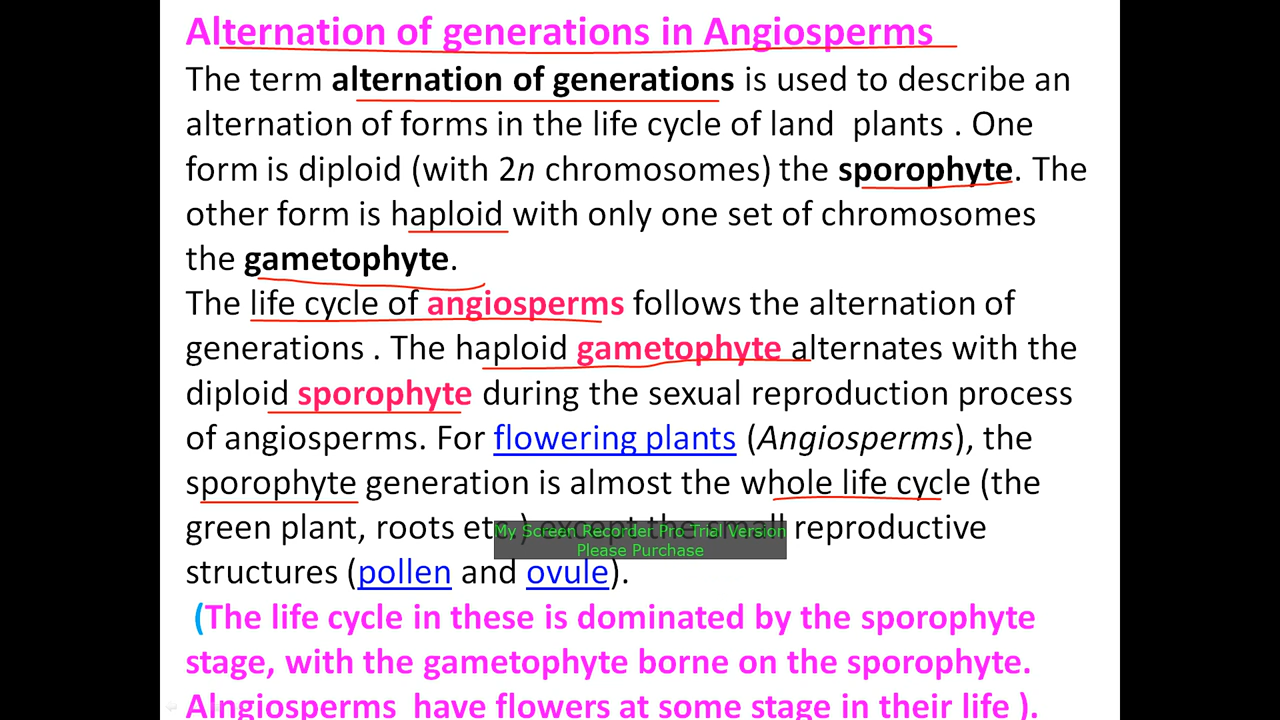 Alternation of generations in Angiosperms
The term alternation of generations is used to describe an
alternation of forms in the life cycle of land plants . One
form is diploid (with 2n chromosomes) the sporophyte. The
other form is haploid with only one set of chromosomes
the gametophyte.
The life cycle of angiosperms follows the alternation of
generations . The haploid gametophyte alternates with the
diploid sporophyte during the sexual reproduction process
of angiosperms. For flowering plants (Angiosperms), the
sporophyte generation is almost the whole life cycle (the
green plant, roots etc.) except the small reproductive
My Screen Recorder Pro Trial Version
Please Purchase
structures (pollen and ovule).
(The life cycle in these is dominated by the sporophyte
stage, with the gametophyte borne on the sporophyte.
Alngiosperms have flowers at some stage in their life ).